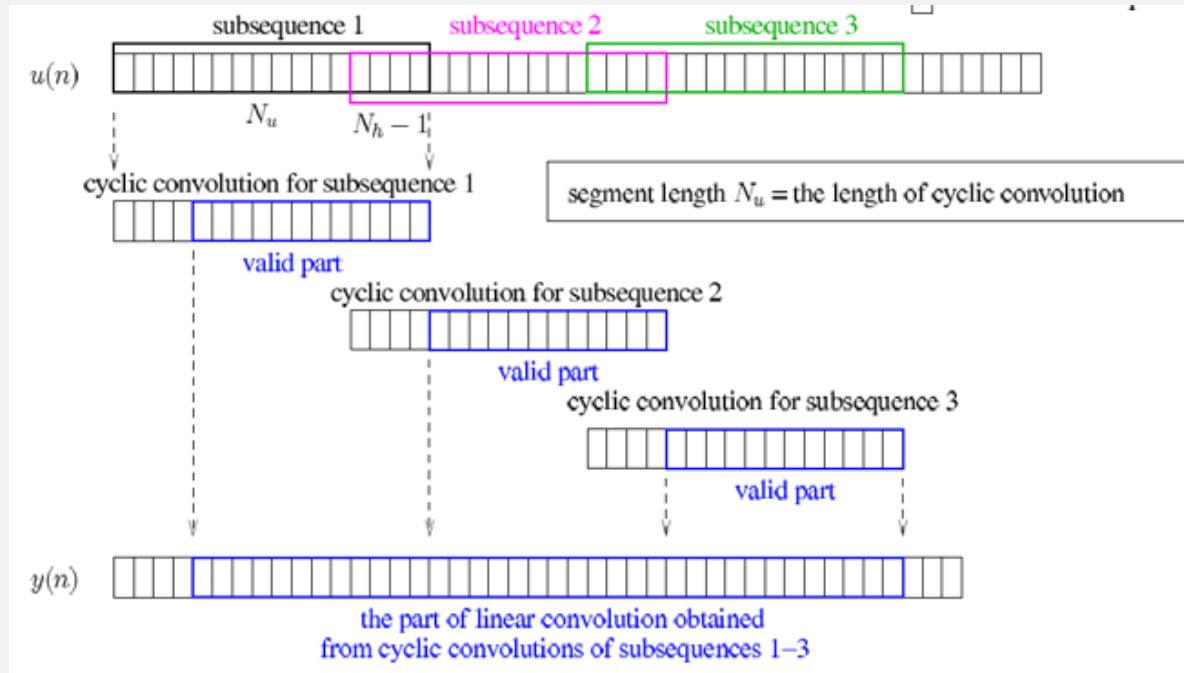 subsequence 1 subsequence 2 subsequence 3
u(n)
N_u N_h − 1
cyclic convolution for subsequence 1
segment length N_u = the length of cyclic convolution
valid part
cyclic convolution for subsequence 2
valid part
cyclic convolution for subsequence 3
valid part
y(n)
the part of linear convolution obtained
from cyclic convolutions of subsequences 1–3